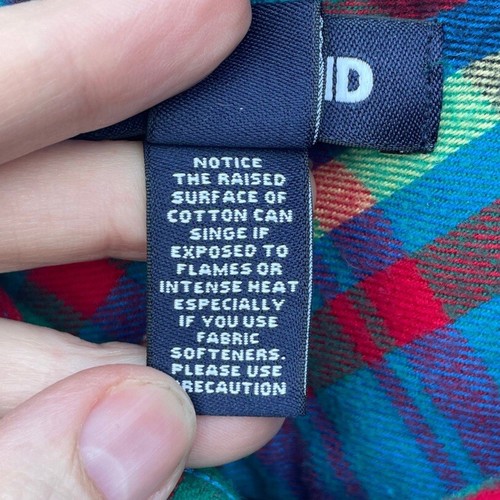 ID
NOTICE
THE RAISED
SURFACE OF
COTTON CAN
SINGE IF
EXPOSED TO
FLAMES OR
INTENSE HEAT
ESPECIALLY
IF YOU USE
FABRIC
SOFTENERS.
PLEASE USE
PRECAUTION